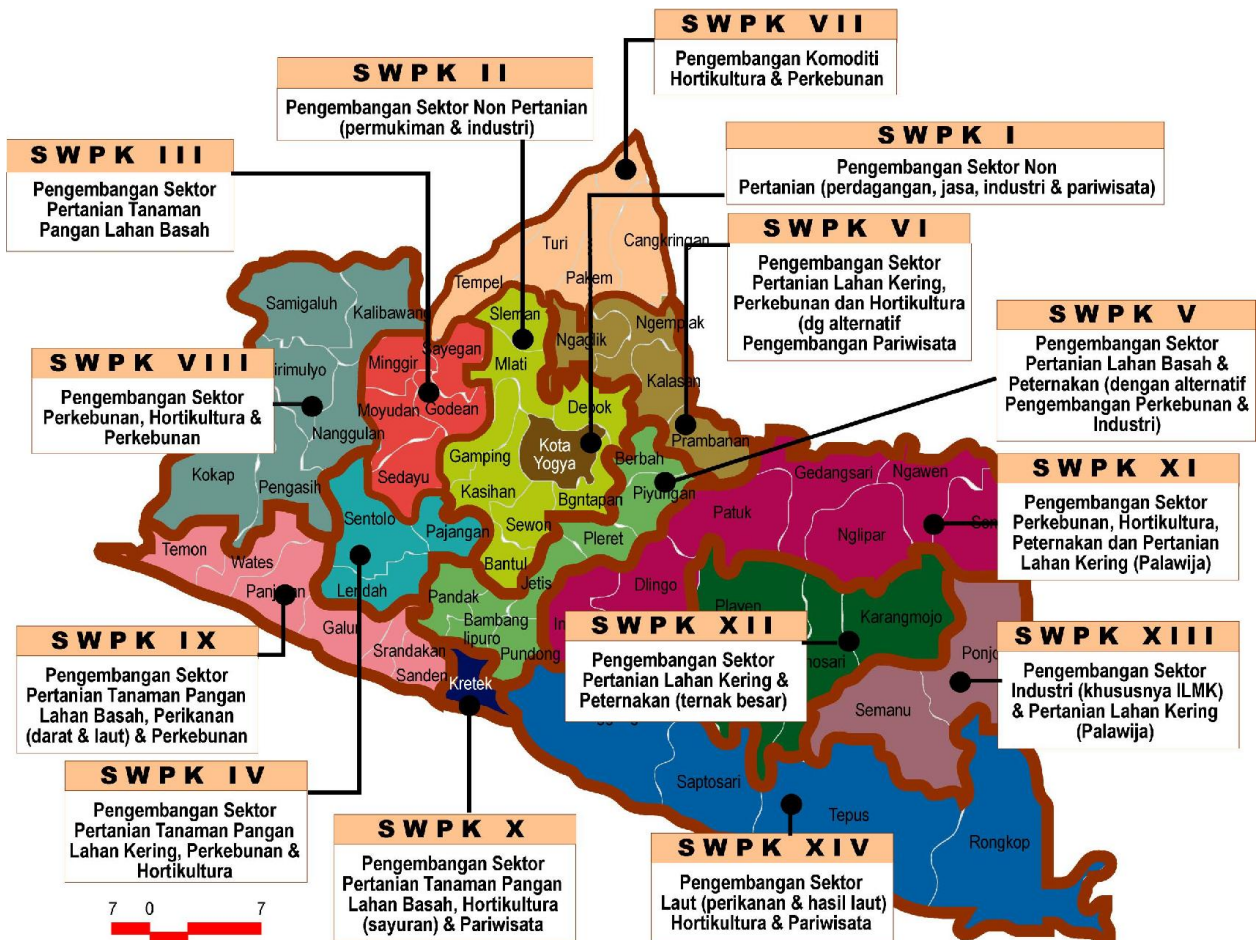 SWPK VII
Pengembangan Komoditi
Hortikultura & Perkebunan
SWPK II
Pengembangan Sektor Non Pertanian
(permukiman & industri)
SWPK I
Pengembangan Sektor Non
Pertanian (perdagangan, jasa, industri & pariwisata)
SWPK III
Pengembangan Sektor
Pertanian Tanaman
Pangan Lahan Basah
SWPK VI
Pengembangan Sektor
Pertanian Lahan Kering,
Perkebunan dan Hortikultura
(dg alternatif
Pengembangan Pariwisata
SWPK V
Pengembangan Sektor
Pertanian Lahan Basah &
Peternakan (dengan alternatif
Pengembangan Perkebunan &
Industri)
SWPK VIII
Pengembangan Sektor
Perkebunan, Hortikultura &
Perkebunan
SWPK XI
Pengembangan Sektor
Perkebunan, Hortikultura,
Peternakan dan Pertanian
Lahan Kering (Palawija)
SWPK XII
Pengembangan Sektor
Pertanian Lahan Kering &
Peternakan (ternak besar)
SWPK XIII
Pengembangan Sektor
Industri (khususnya ILMK)
& Pertanian Lahan Kering
(Palawija)
SWPK IX
Pengembangan Sektor
Pertanian Tanaman Pangan
Lahan Basah, Perikanan
(darat & laut) & Perkebunan
SWPK IV
Pengembangan Sektor
Pertanian Tanaman Pangan
Lahan Kering, Perkebunan &
Hortikultura
SWPK X
Pengembangan Sektor
Pertanian Tanaman Pangan
Lahan Basah, Hortikultura
(sayuran) & Pariwisata
SWPK XIV
Pengembangan Sektor
Laut (perikanan & hasil laut)
Hortikultura & Pariwisata
Turi
Cangkringan
Pakem
Tempel
Samigaluh
Kalibawang
Sleman
Ngaglik
Ngemplak
Sayegan
Minggir
Mlati
irimulyo
Kalasan
Moyudan
Godean
Depok
Nanggulan
Prambanan
Kota
Yogya
Gamping
Berbah
Kokap
Pengasih
Sedayu
Kasihan
Bgntapan
Piyungan
Gedangsari
Ngawen
Sentolo
Pajangan
Sewon
Patuk
Nglipar
Temon
Wates
Pleret
Bantul
Panjatan
Lendah
Pandak
Jetis
Dlingo
Playen
Karangmojo
Galur
Bambang
lipuro
Srandakan
Pundong
nosari
Ponjo
Sanden
Kretek
Semanu
Saptosari
Tepus
Rongkop
7 0 7